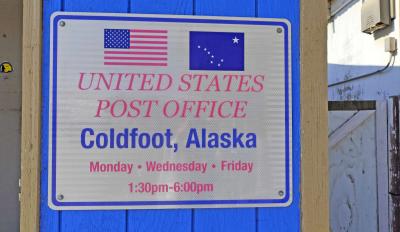 UNITED STATES
POST OFFICE
Coldfoot, Alaska
Monday • Wednesday • Friday
1:30pm-6:00pm